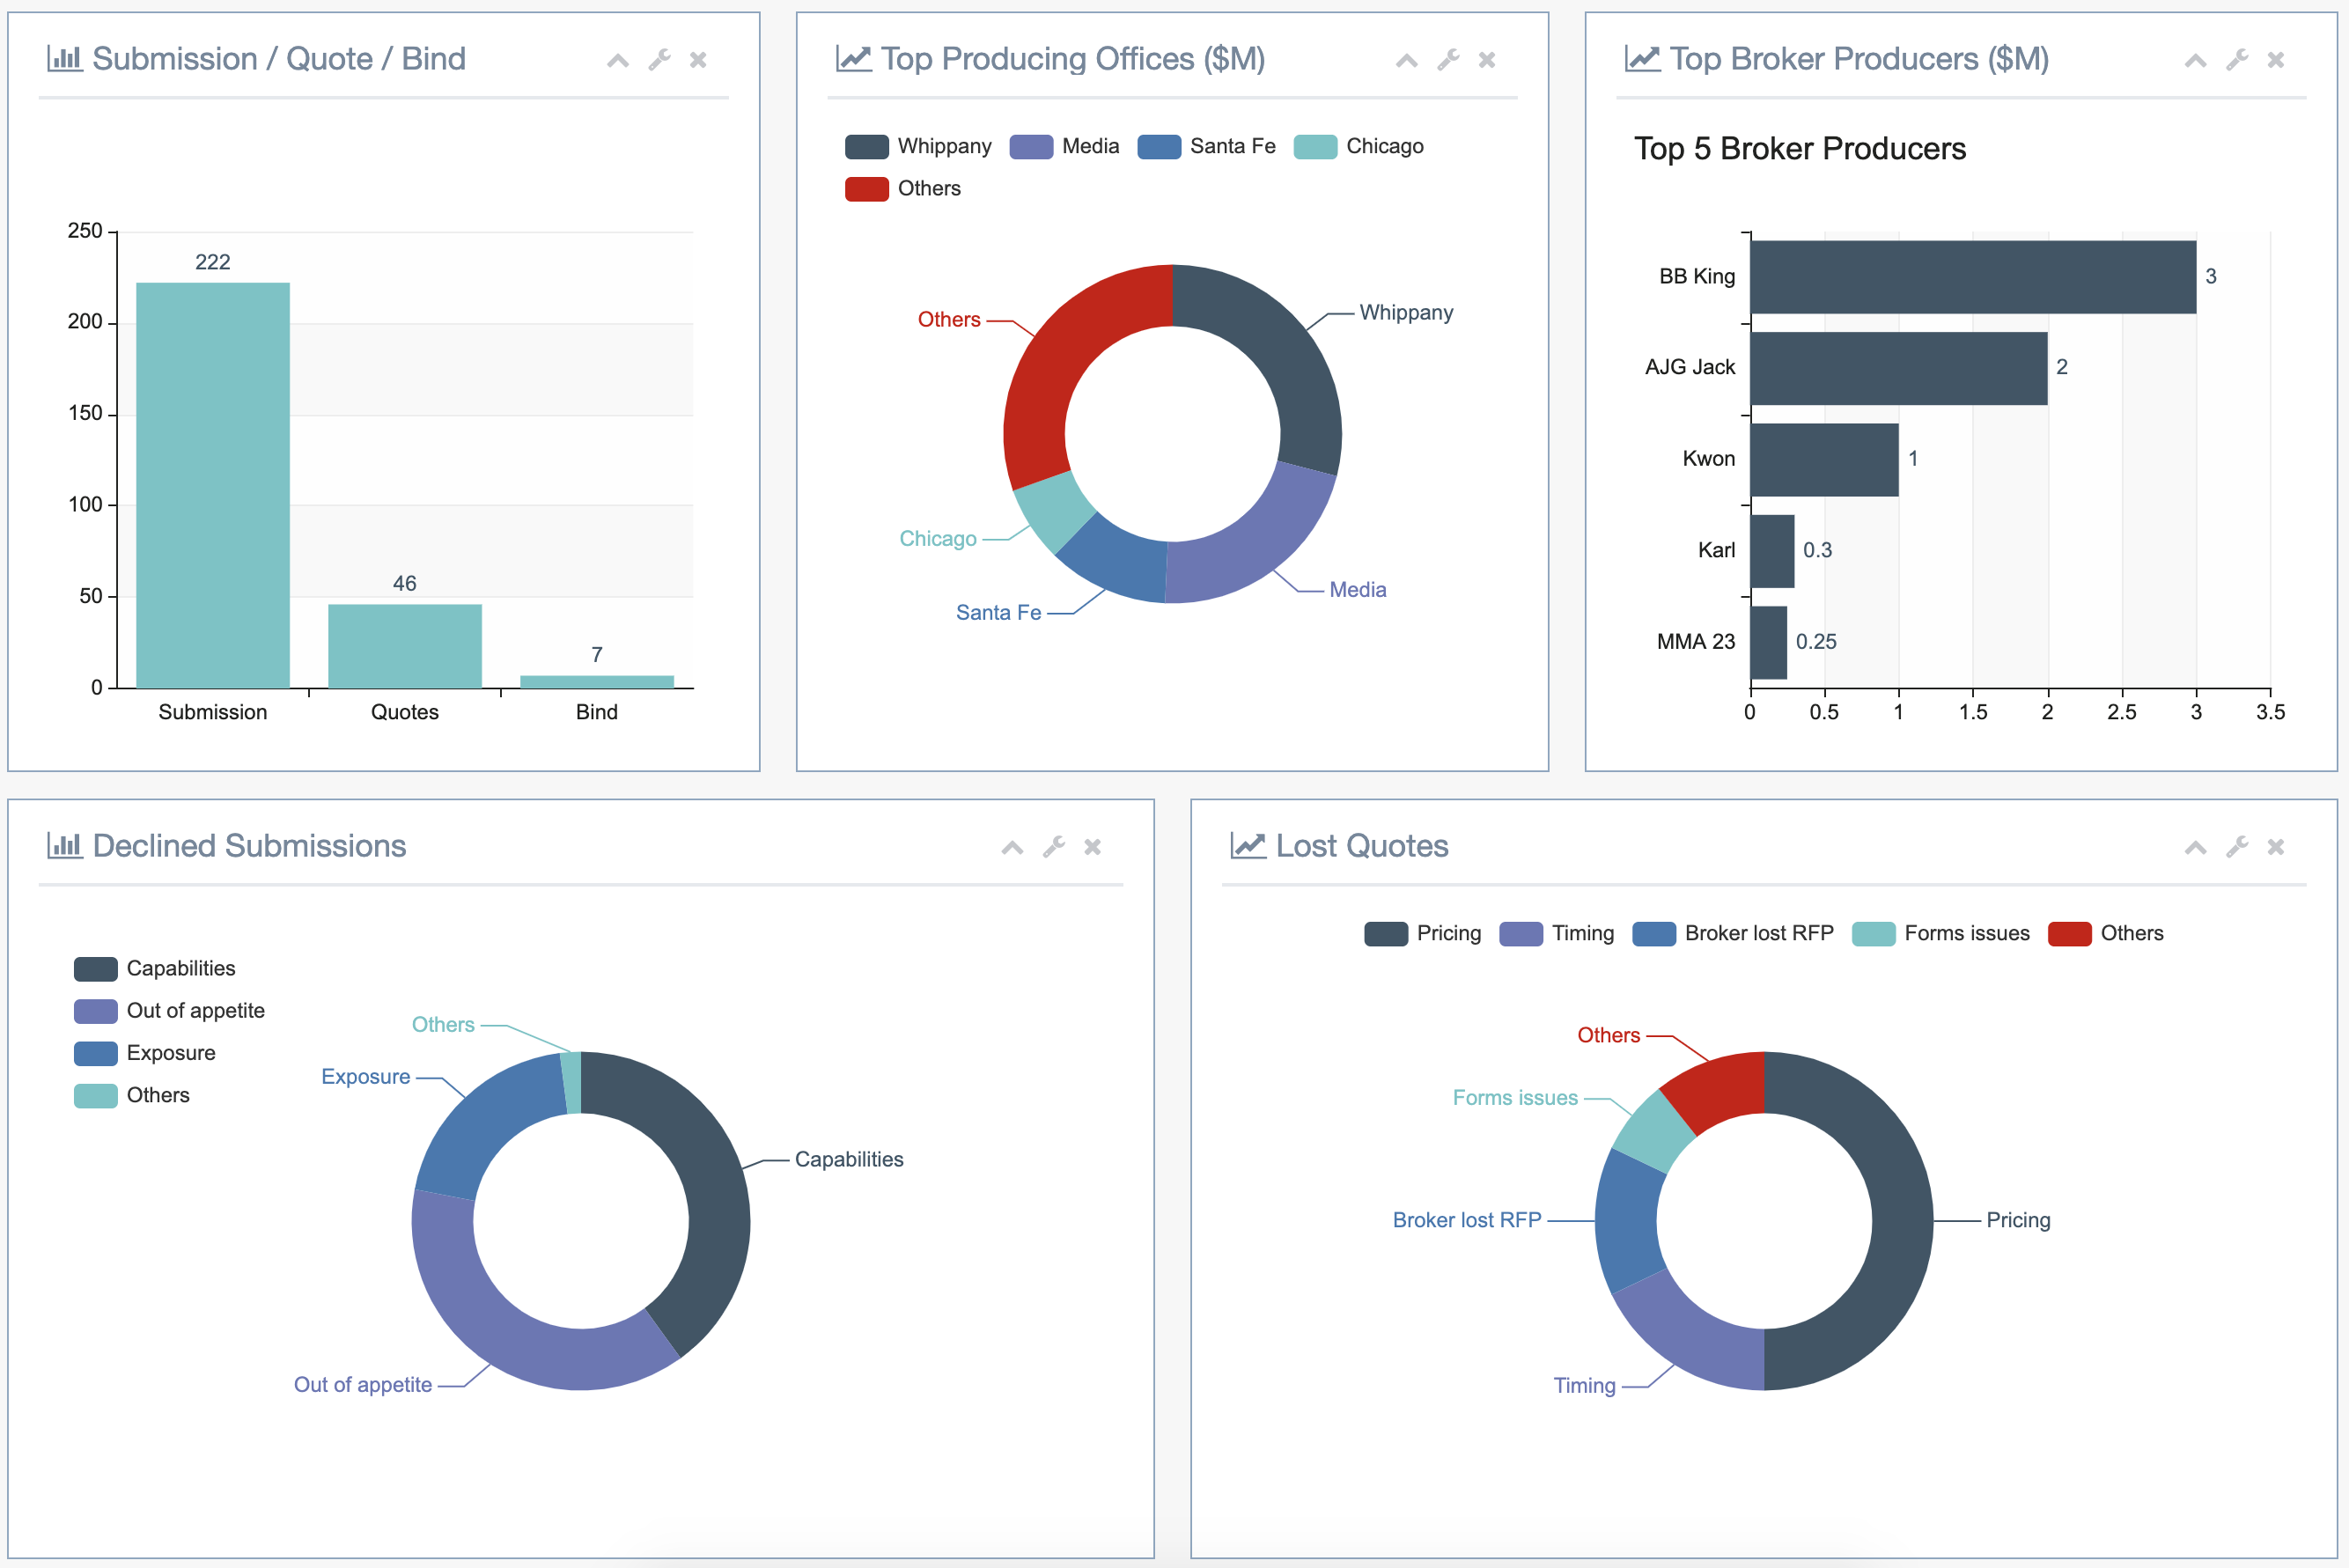 Submission / Quote / Bind
250
200
150
100
50
0
222
46
7
Submission Quotes Bind
Top Producing Offices ($M)
Whippany Media Santa Fe Chicago
Others
Others
Whippany
Chicago
Santa Fe
Media
Top Broker Producers ($M)
Top 5 Broker Producers
BB King 3
AJG Jack 2
Kwon 1
Karl 0.3
MMA 23 0.25
0 0.5 1 1.5 2 2.5 3 3.5
Declined Submissions
Capabilities
Out of appetite
Exposure
Others
Others
Exposure
Capabilities
Out of appetite
Lost Quotes
Pricing Timing Broker lost RFP Forms issues Others
Others
Forms issues
Broker lost RFP
Pricing
Timing